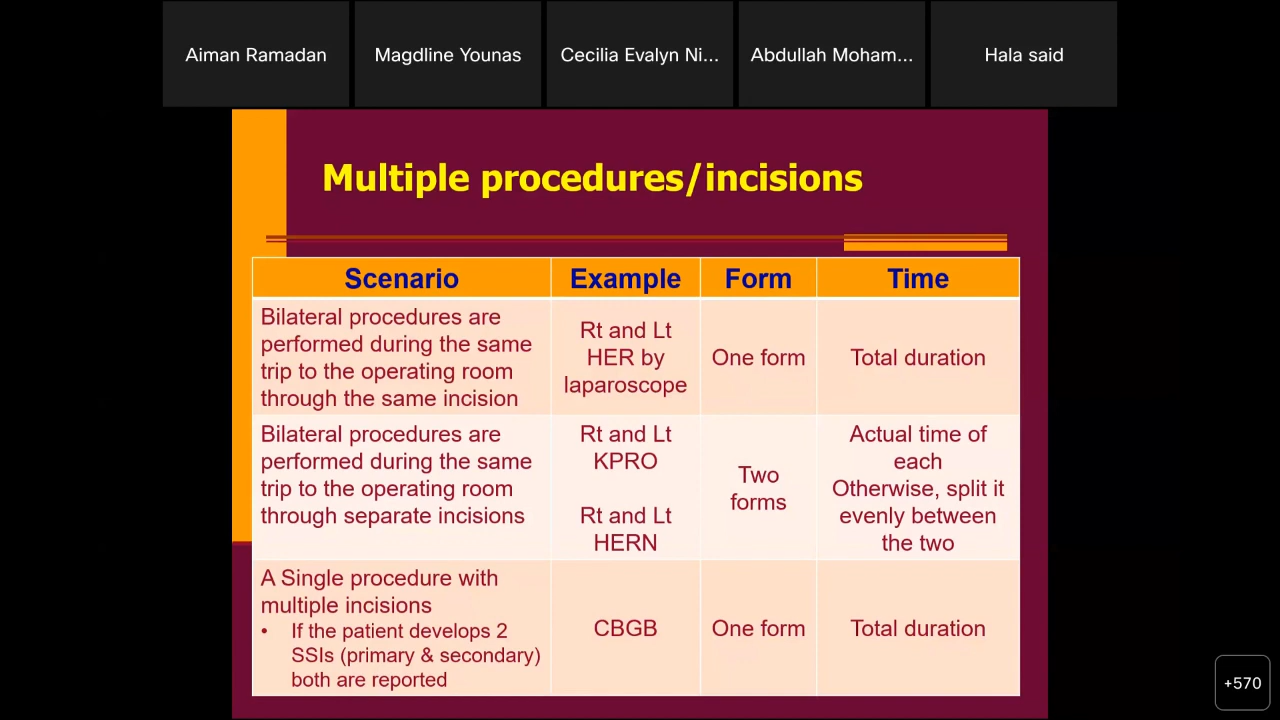 Aiman Ramadan
Magdline Younas
Cecilia Evalyn Ni...
Abdullah Moham...
Hala said
Multiple procedures/incisions
Scenario
Example
Form
Time
Bilateral procedures are
performed during the same
trip to the operating room
through the same incision
Rt and Lt
HER by
laparoscope
One form
Total duration
Bilateral procedures are
performed during the same
trip to the operating room
through separate incisions
Rt and Lt
KPRO
Rt and Lt
HERN
Two
forms
Actual time of
each
Otherwise, split it
evenly between
the two
A Single procedure with
multiple incisions
• If the patient develops 2
SSIs (primary & secondary)
both are reported
CBGB
One form
Total duration
+570